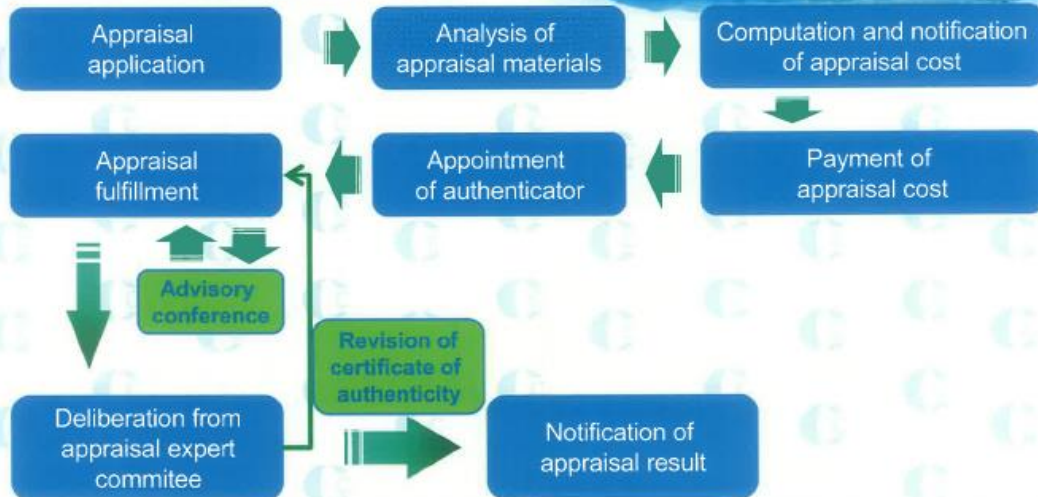 Appraisal
application
Analysis of
appraisal materials
Computation and notification
of appraisal cost
Payment of
appraisal cost
Appointment
of authenticator
Appraisal
fulfillment
Advisory
conference
Revision of
certificate of
authenticity
Deliberation from
appraisal expert
commitee
Notification of
appraisal result